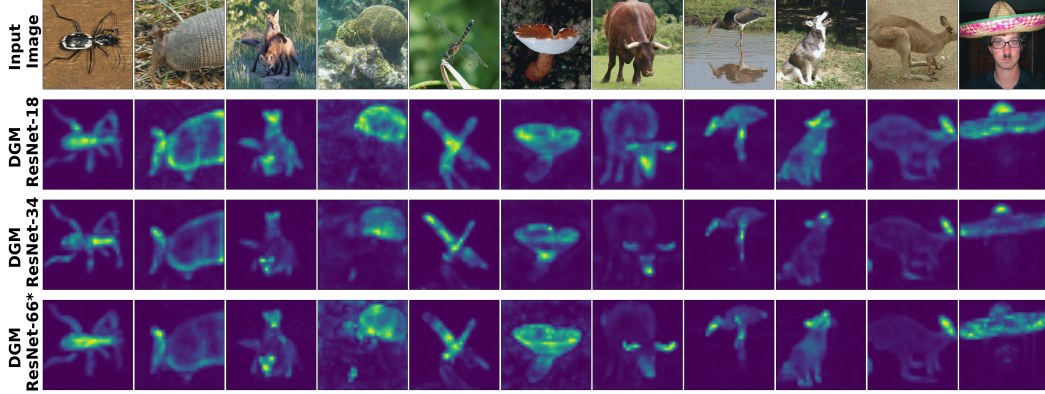 Input
Image
DGM
ResNet-18
DGM
ResNet-34
DGM
ResNet-66*